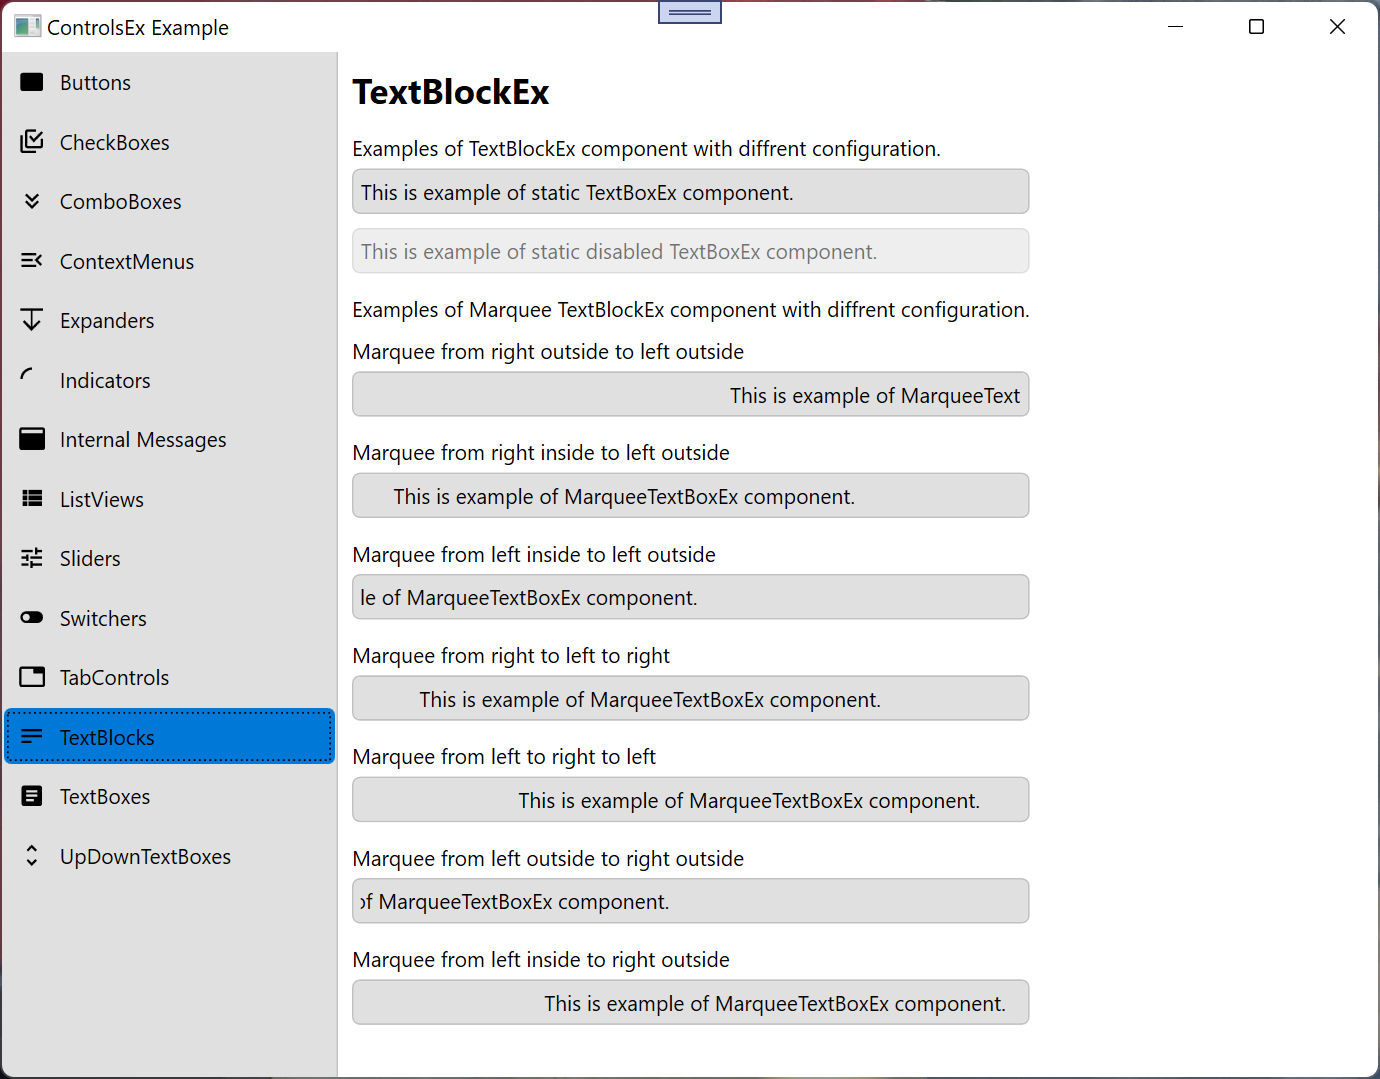 ControlsEx Example
Buttons
CheckBoxes
ComboBoxes
ContextMenus
Expanders
Indicators
Internal Messages
ListViews
Sliders
Switchers
TabControls
TextBlocks
TextBoxes
UpDownTextBoxes
TextBlockEx
Examples of TextBlockEx component with diffrent configuration.
This is example of static TextBoxEx component.
This is example of static disabled TextBoxEx component.
Examples of Marquee TextBlockEx component with diffrent configuration.
Marquee from right outside to left outside
This is example of MarqueeText
Marquee from right inside to left outside
This is example of MarqueeTextBoxEx component.
Marquee from left inside to left outside
le of MarqueeTextBoxEx component.
Marquee from right to left to right
This is example of MarqueeTextBoxEx component.
Marquee from left to right to left
This is example of MarqueeTextBoxEx component.
Marquee from left outside to right outside
of MarqueeTextBoxEx component.
Marquee from left inside to right outside
This is example of MarqueeTextBoxEx component.